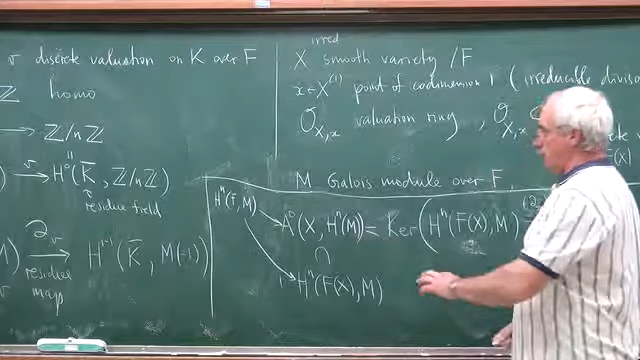 v discrete valuation on K over F
Z homo
→ Z/nZ
‖
) →^v H^0(K̄, Z/nZ)
↑
residue field
M) →^{∂_v} H^{n-1}(K̄, M(-1))
residue
map
irred
X smooth variety /F
x ∈ X^{(1)} point of codimension 1 (irreducible divisor
O_{X,x} valuation ring , O_{X,x}
F(X)
M Galois module over F.
H^n(F, M)
A^0(X, H^n(M)) = Ker(H^n(F(X), M)
∩
H^n(F(X), M)